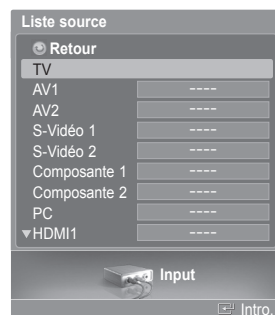 Liste source
Retour
TV
AV1 ----
AV2 ----
S-Vidéo 1 ----
S-Vidéo 2 ----
Composante 1 ----
Composante 2 ----
PC ----
▼HDMI1 ----
Input
Intro.